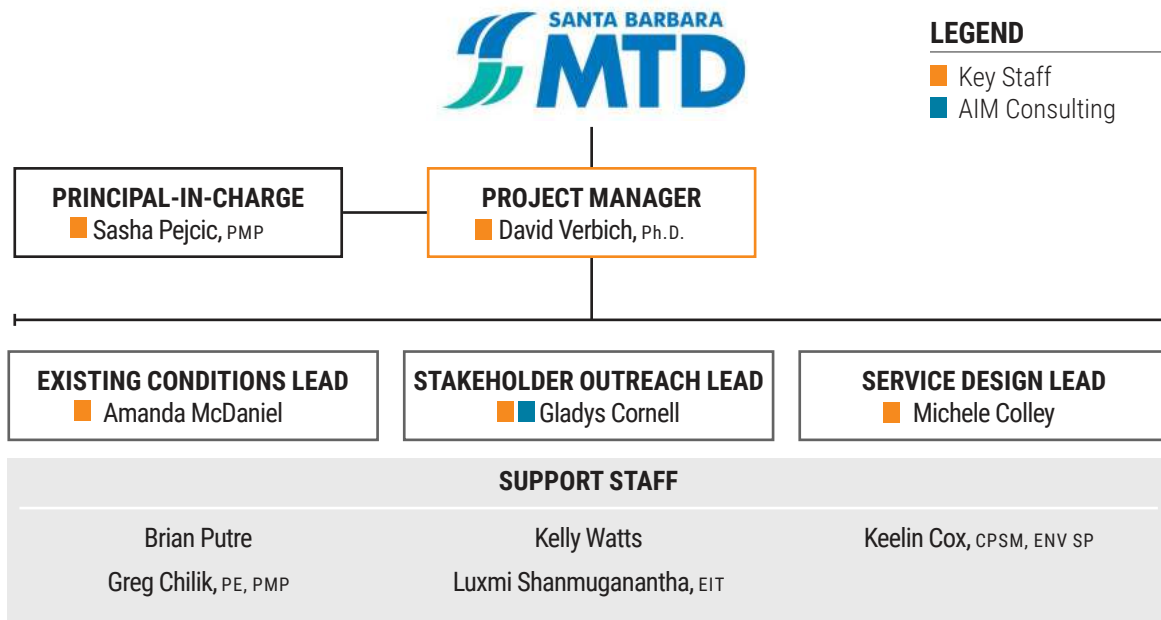 SANTA BARBARA
MTD
LEGEND
Key Staff
AIM Consulting
PRINCIPAL-IN-CHARGE
Sasha Pejcic, PMP
PROJECT MANAGER
David Verbich, Ph.D.
EXISTING CONDITIONS LEAD
Amanda McDaniel
STAKEHOLDER OUTREACH LEAD
Gladys Cornell
SERVICE DESIGN LEAD
Michele Colley
SUPPORT STAFF
Brian Putre
Kelly Watts
Keelin Cox, CPSM, ENV SP
Greg Chilik, PE, PMP
Luxmi Shanmuganantha, EIT